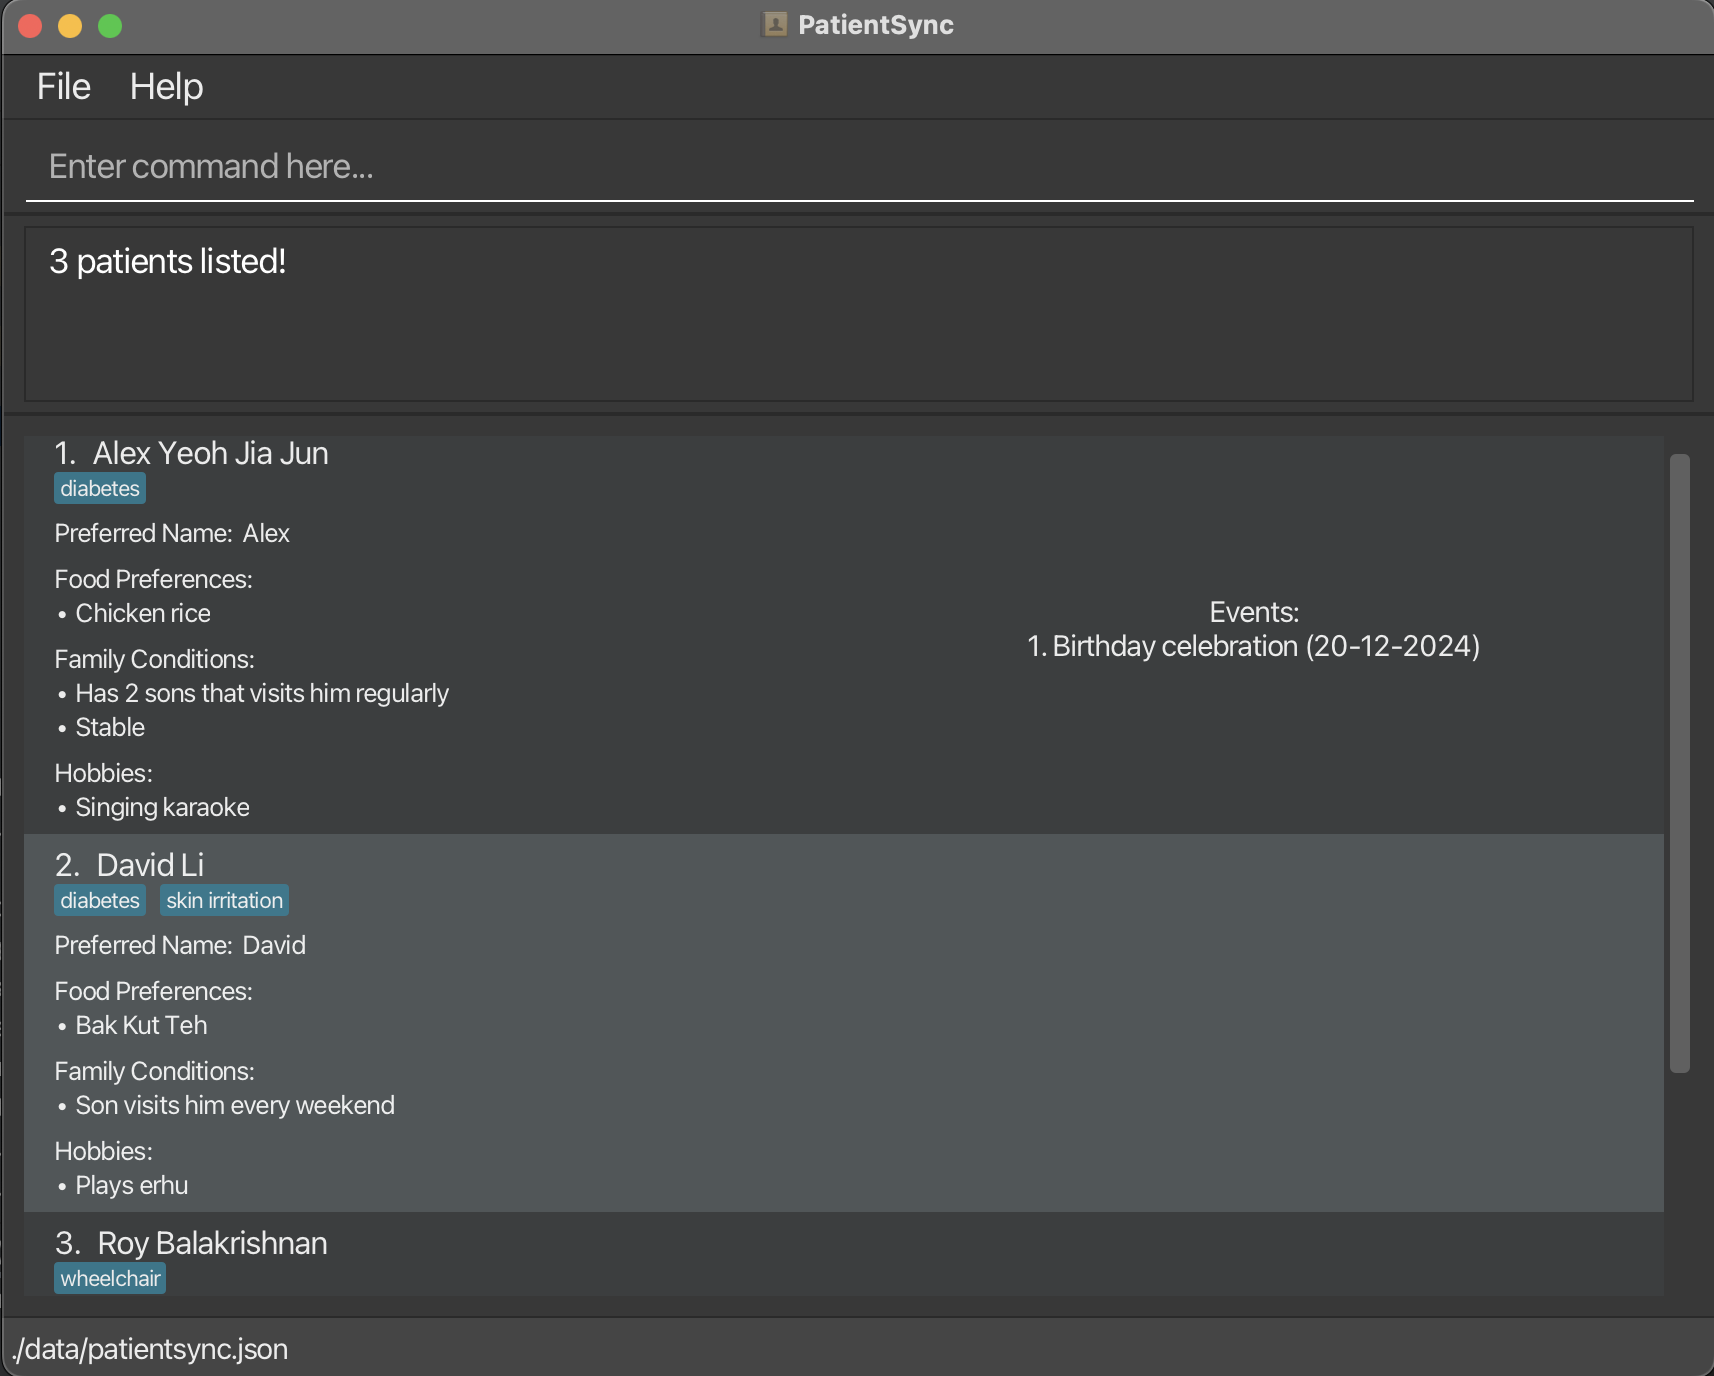 PatientSync
File Help
Enter command here...
3 patients listed!
1. Alex Yeoh Jia Jun
diabetes
Preferred Name: Alex
Food Preferences:
• Chicken rice
Family Conditions:
• Has 2 sons that visits him regularly
• Stable
Hobbies:
• Singing karaoke
Events:
1. Birthday celebration (20-12-2024)
2. David Li
diabetes skin irritation
Preferred Name: David
Food Preferences:
• Bak Kut Teh
Family Conditions:
• Son visits him every weekend
Hobbies:
• Plays erhu
3. Roy Balakrishnan
wheelchair
./data/patientsync.json